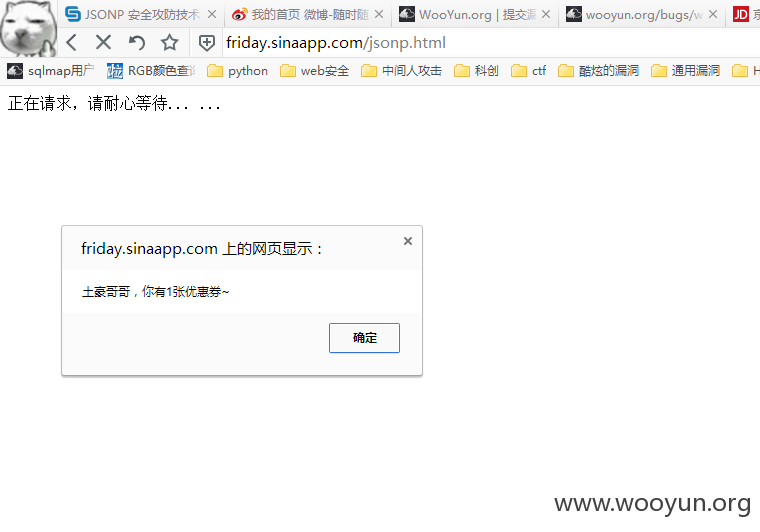 JSONP 安全攻防技术
我的首页 微博-随时随
WooYun.org | 提交漏
wooyun.org/bugs/w
JD
friday.sinaapp.com/jsonp.html
sqlmap用户
RGB颜色查询
python
web安全
中间人攻击
科创
ctf
酷炫的漏洞
通用漏洞
H
正在请求，请耐心等待... ...
friday.sinaapp.com 上的网页显示：
土豪哥哥，你有1张优惠券~
确定
www.wooyun.org